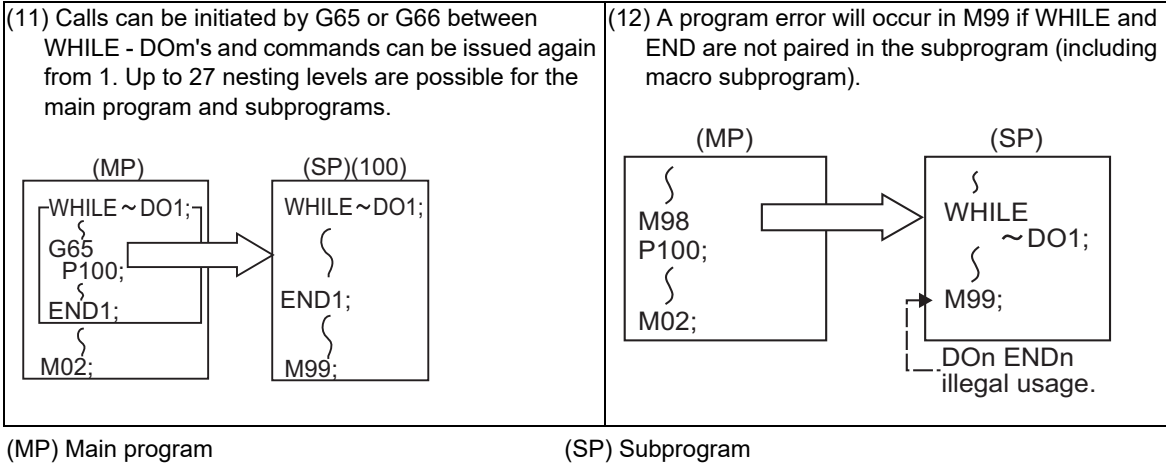 (11) Calls can be initiated by G65 or G66 between
WHILE - DOm's and commands can be issued again
from 1. Up to 27 nesting levels are possible for the
main program and subprograms.
(MP)
(SP)(100)
WHILE ~ DO1;
G65
P100;
END1;
M02;
WHILE ~ DO1;
END1;
M99;
(12) A program error will occur in M99 if WHILE and
END are not paired in the subprogram (including
macro subprogram).
(MP)
(SP)
M98
P100;
M02;
WHILE
~ DO1;
M99;
DOn ENDn
illegal usage.
(MP) Main program
(SP) Subprogram